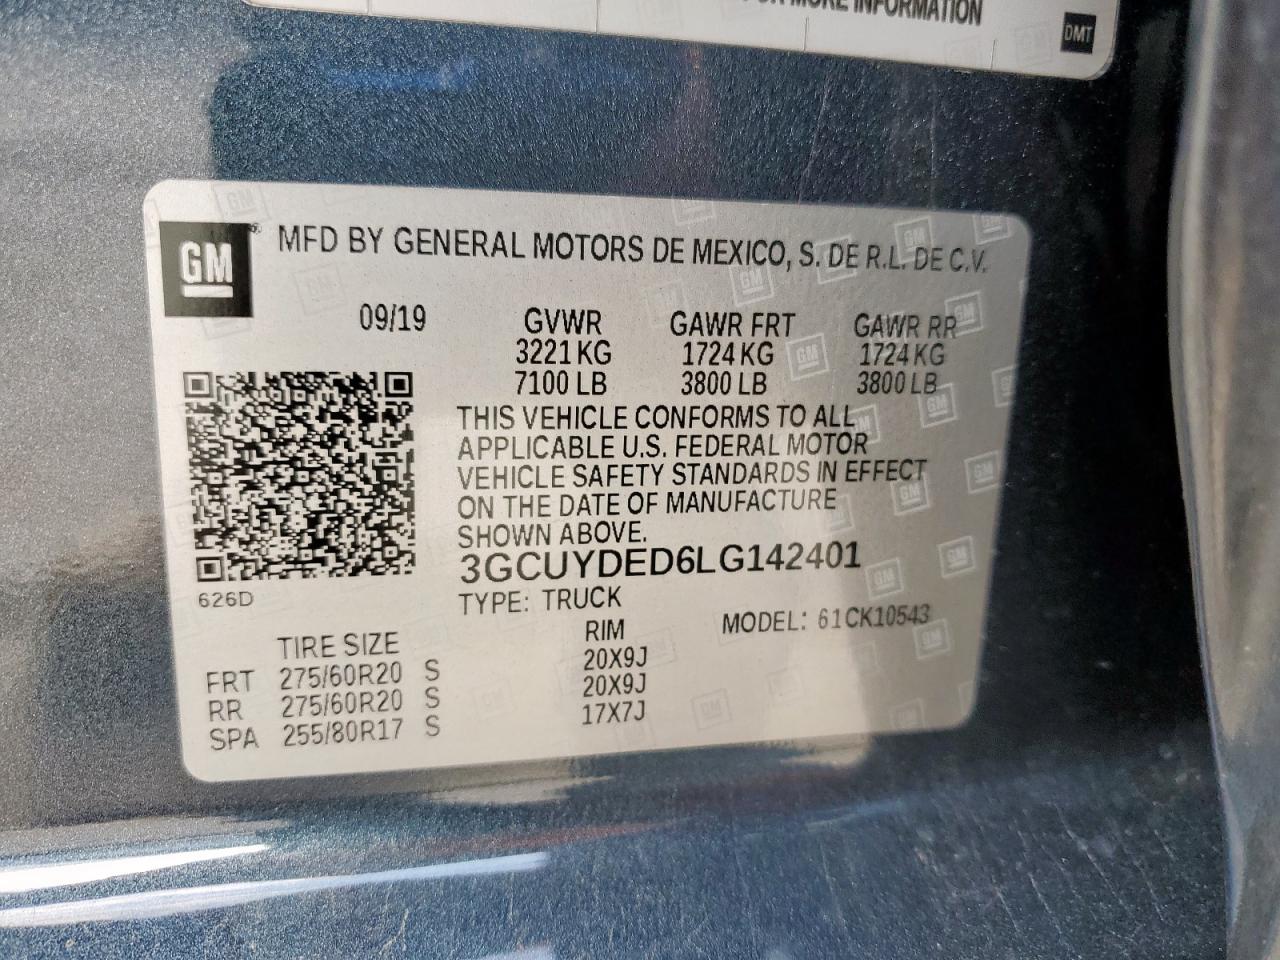 FOR MORE INFORMATION
DMT
GM
MFD BY GENERAL MOTORS DE MEXICO, S. DE R.L. DE C.V.
09/19 GVWR GAWR FRT GAWR RR
3221 KG 1724 KG 1724 KG
7100 LB 3800 LB 3800 LB
THIS VEHICLE CONFORMS TO ALL
APPLICABLE U.S. FEDERAL MOTOR
VEHICLE SAFETY STANDARDS IN EFFECT
ON THE DATE OF MANUFACTURE
SHOWN ABOVE.
3GCUYDED6LG142401
626D
TYPE: TRUCK MODEL: 61CK10543
TIRE SIZE RIM
FRT 275/60R20 S 20X9J
RR 275/60R20 S 20X9J
SPA 255/80R17 S 17X7J